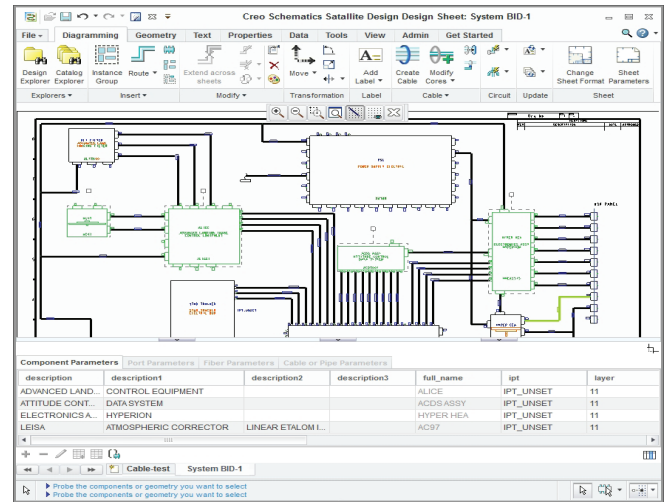 Creo Schematics Satallite Design Design Sheet: System BID-1
File Diagramming Geometry Text Properties Data Tools View Admin Get Started
Design Explorer Catalog Explorer Instance Group Route Extend across sheets Move Add Label Create Cable Modify Cores Change Sheet Format Sheet Parameters
Explorers Insert Modify Transformation Label Cable Circuit Update Sheet
Component Parameters Port Parameters Fiber Parameters Cable or Pipe Parameters
description description1 description2 description3 full_name ipt layer
ADVANCED LAND... CONTROL EQUIPMENT ALICE IPT_UNSET 11
ATTITUDE CONT... DATA SYSTEM ACDS ASSY IPT_UNSET 11
ELECTRONICS A... HYPERION HYPER HEA IPT_UNSET 11
LEISA ATMOSPHERIC CORRECTOR LINEAR ETALOM I... AC97 IPT_UNSET 11
Cable-test System BID-1
Probe the components or geometry you want to select
Probe the components or geometry you want to select